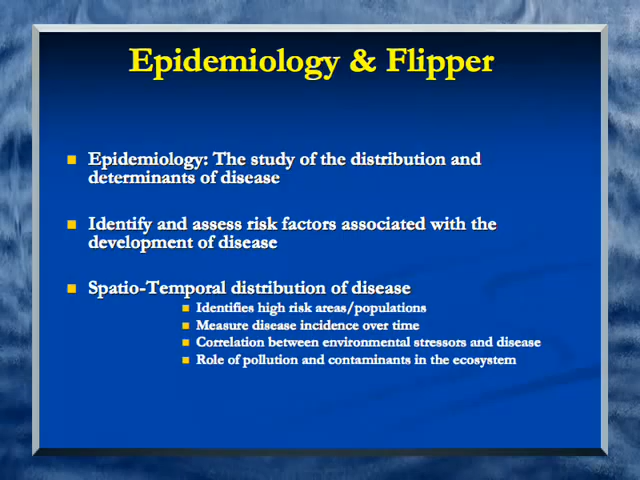 Epidemiology & Flipper
Epidemiology: The study of the distribution and
determinants of disease
Identify and assess risk factors associated with the
development of disease
Spatio-Temporal distribution of disease
Identifies high risk areas/populations
Measure disease incidence over time
Correlation between environmental stressors and disease
Role of pollution and contaminants in the ecosystem